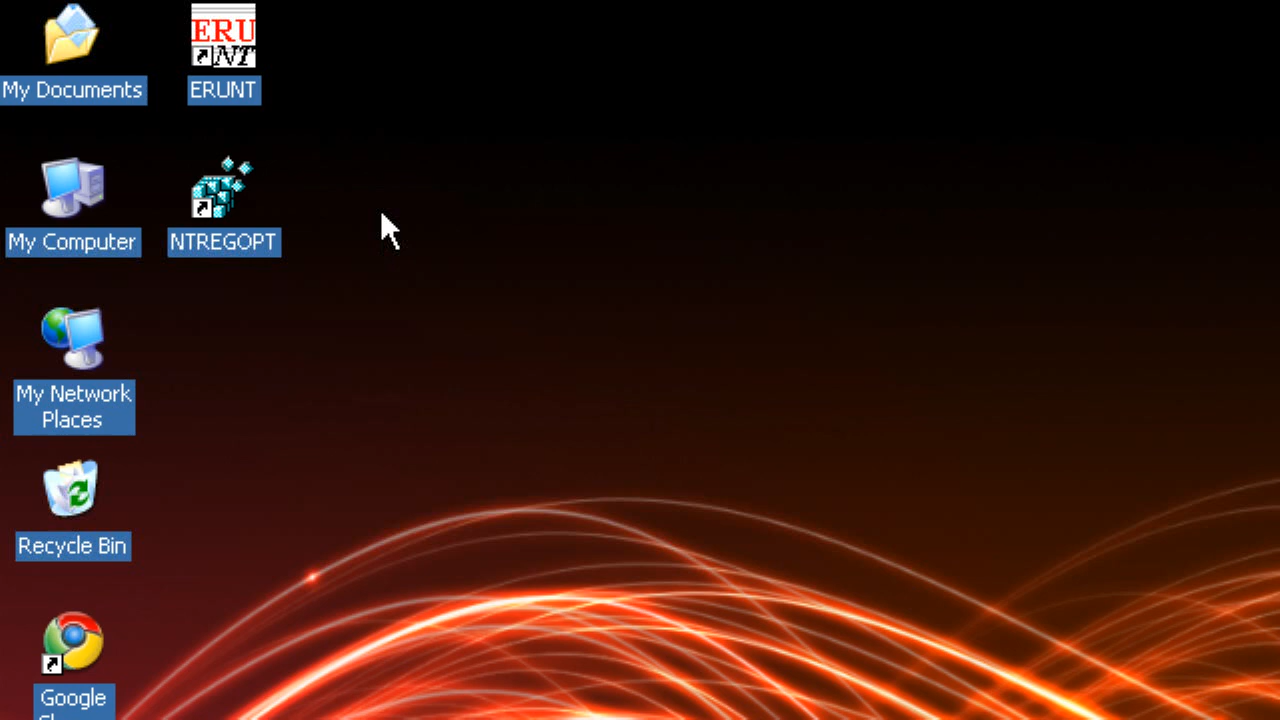 My Documents
ERU
NT
ERUNT
My Computer
NTREGOPT
My Network
Places
Recycle Bin
Google